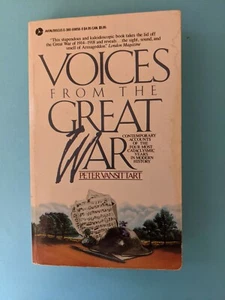 "This stupendous and kaleidoscopic book takes the lid off
the Great War of 1914-1918 and reveals... the sight, sound, and
smell of Armageddon." London Magazine
VOICES
FROM THE
GREAT
WAR
CONTEMPORARY
ACCOUNTS OF
THE FOUR MOST
CATACLYSMIC
YEARS
IN MODERN
HISTORY
PETER VANSITTART